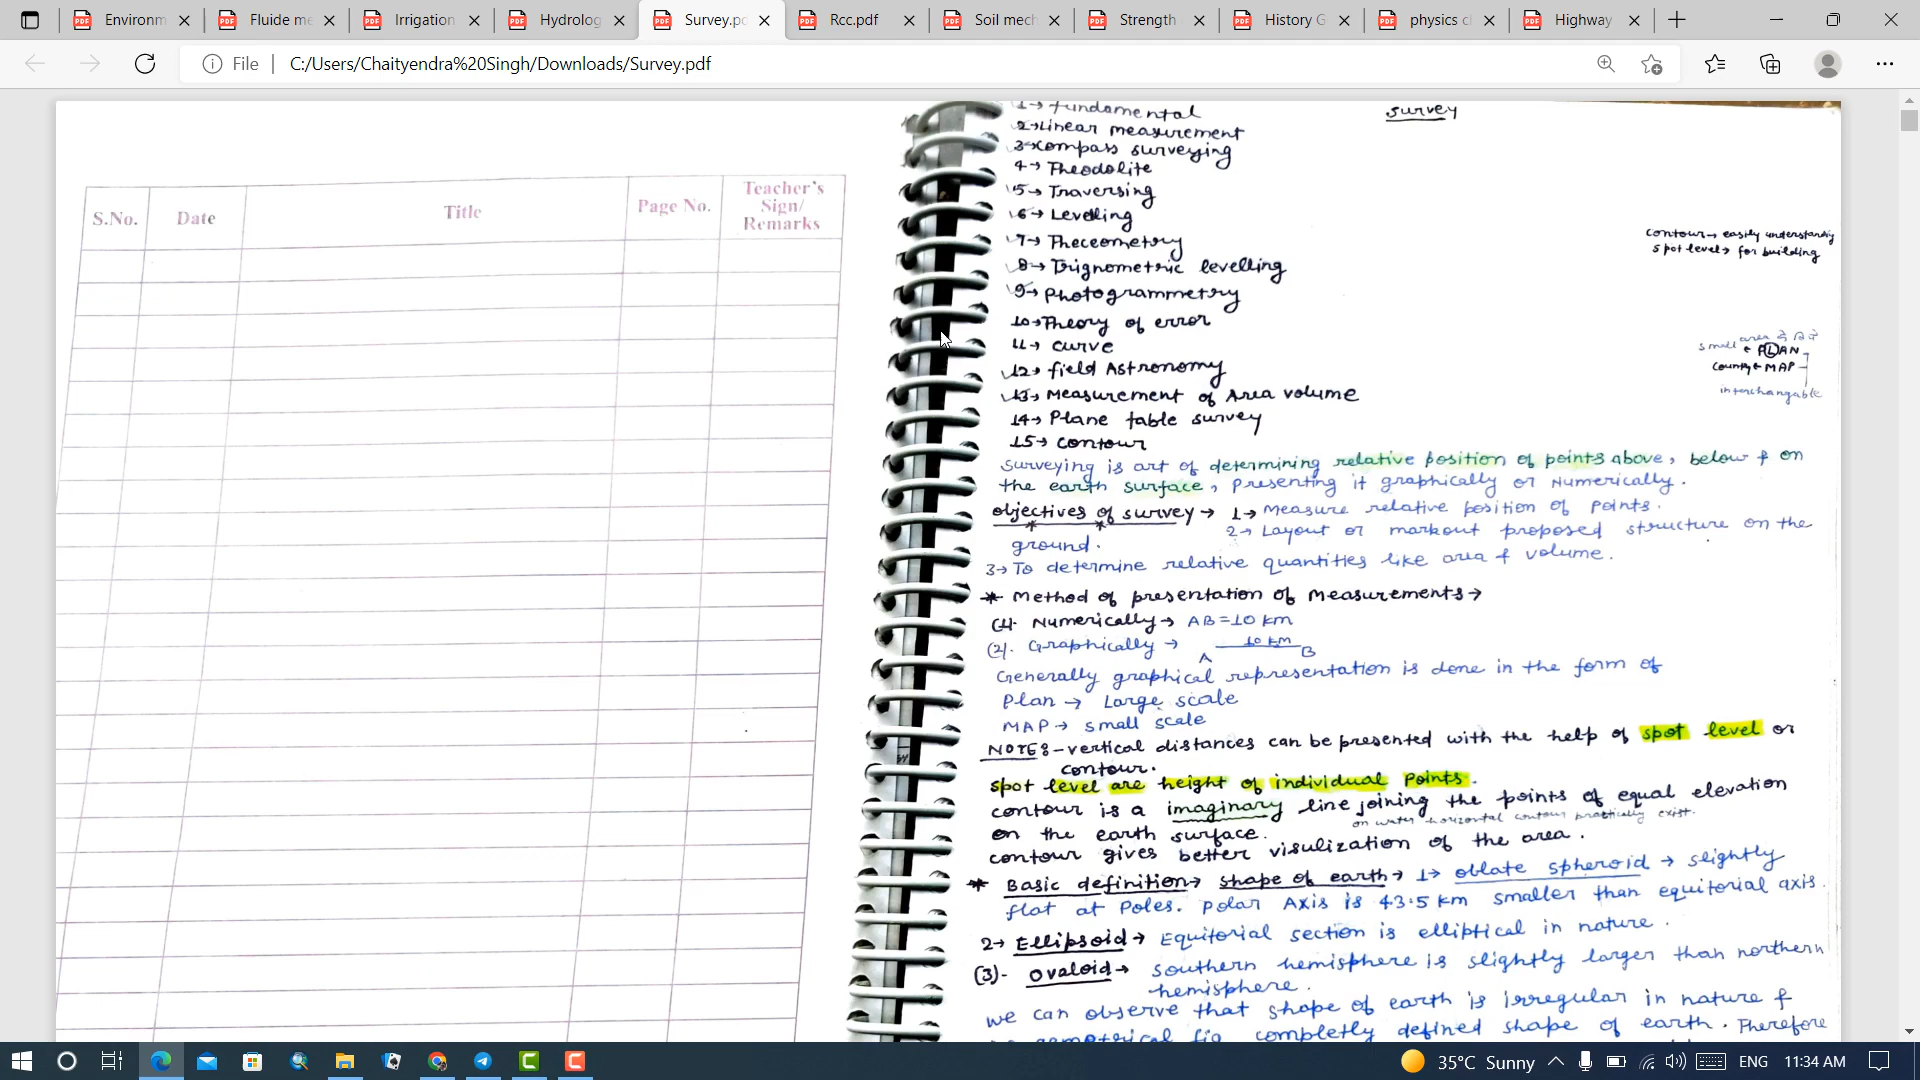 Environm
Fluide me
Irrigation
Hydrolog
Survey.pd
Rcc.pdf
Soil mech
Strength
History G
physics cl
Highway
File
C:/Users/Chaityendra%20Singh/Downloads/Survey.pdf
S.No. Date Title Page No. Teacher's Sign/ Remarks
Survey
1→ fundamental
2→Linear measurement
3→compass surveying
4→ Theodolite
5→ Traversing
6→ Levelling
7→ Theceometry
8→ Trignometric levelling
9→ Photogrammetry
10→Theory of error
11→ curve
12→ field Astronomy
13→ Measurement of Area volume
14→ Plane table survey
15→ contour
contour→ easily understanding
spot level→ for building
small area
PLAN
country← MAP
interchangable
Surveying is art of determining relative position of points above, below & on
the earth surface, presenting it graphically or Numerically.
objectives of survey → 1→ Measure relative position of Points.
2→ Layout or markout proposed structure on the
ground.
3→ To determine relative quantities like area & volume.
* Method of presentation of Measurements→
(1). Numerically→ AB=10 km
(2). Graphically → A 10 km B
Generally graphical representation is done in the form of
Plan → Large scale
MAP→ small scale
NOTES-vertical distances can be presented with the help of spot level or
contour.
spot level are height of individual Points.
contour is a imaginary line joining the points of equal elevation
on water horizontal contour practically exist.
on the earth surface.
contour gives better visulization of the area.
* Basic definition→ shape of earth→ 1→ oblate spheroid → slightly
flat at Poles. Polar Axis is 43.5 km smaller than equitorial axis.
2→ Ellipsoid→ Equitorial section is elliptical in nature.
(3)- ovaloid→ southern hemisphere is slightly larger than northern
hemisphere.
we can observe that shape of earth is irregular in nature &
geometrical fig completly defined shape of earth. Therefore
35°C Sunny
ENG
11:34 AM